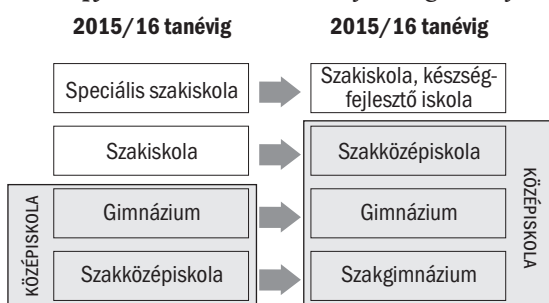 2015/16 tanévig
2015/16 tanévig
Speciális szakiskola
Szakiskola, készség-
fejlesztő iskola
Szakiskola
Szakközépiskola
Gimnázium
Gimnázium
Szakközépiskola
Szakgimnázium
KÖZÉPISKOLA
KÖZÉPISKOLA